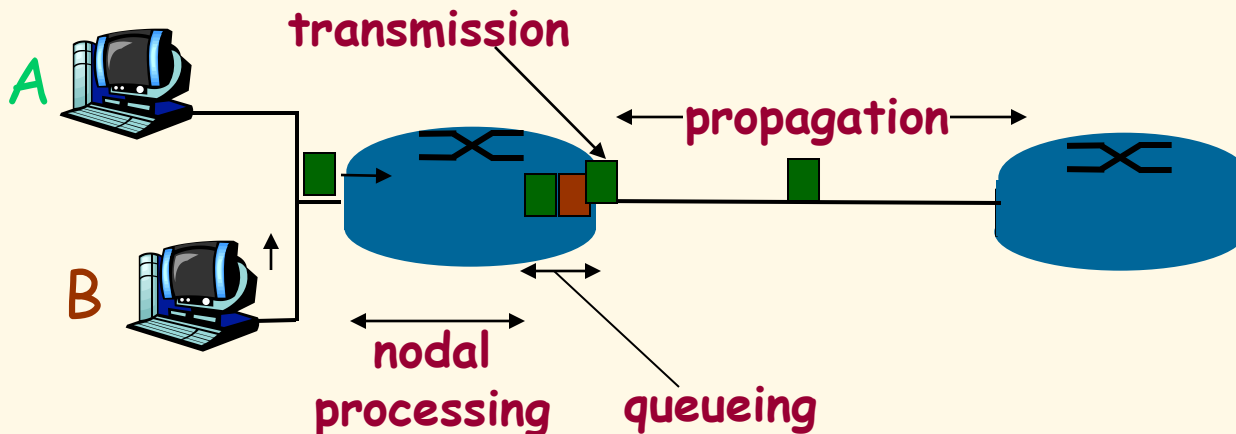 transmission
A
propagation
B
nodal
processing
queueing